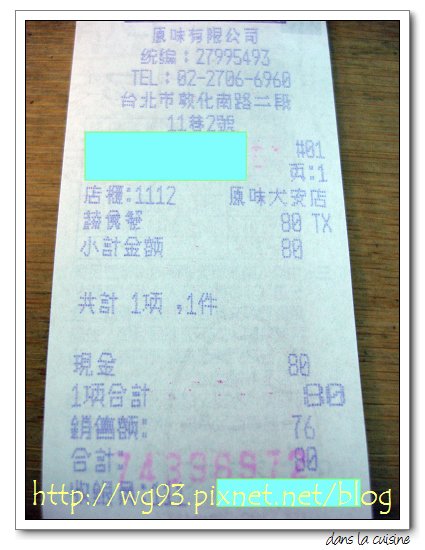 原味有限公司
統編:27995493
TEL:02-2706-6960
台北市敦化南路二段
11巷2號
#01
頁:1
店櫃:1112 原味大安店
餐 80 TX
小計金額 80
共計 1項 ,1件
現金 80
1項合計 80
銷售額: 76
合計: 80
74398972
http://wg93.pixnet.net/blog
dans la cuisine